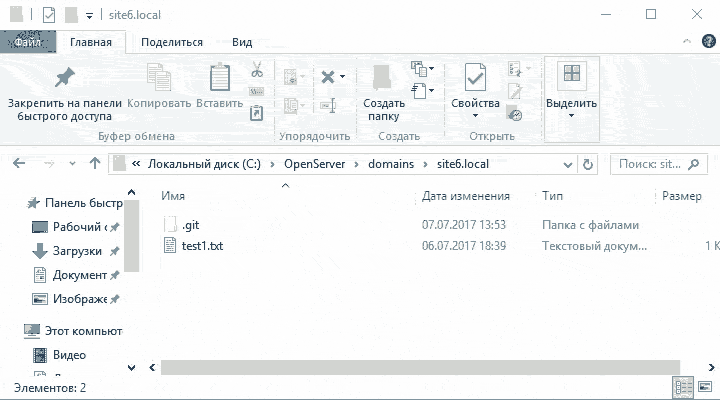 site6.local
Файл Главная Поделиться Вид
Закрепить на панели быстрого доступа
Копировать
Вставить
Создать папку
Свойства
Выделить
Буфер обмена Упорядочить Создать Открыть
« Локальный диск (C:) › OpenServer › domains › site6.local
Поиск: sit...
Имя Дата изменения Тип Размер
Панель быстр
.git 07.07.2017 13:53 Папка с файлами
Рабочий с
test1.txt 06.07.2017 18:39 Текстовый докум... 1 К
Загрузки
Документ
Изображе
Этот компьют
Видео
Элементов: 2